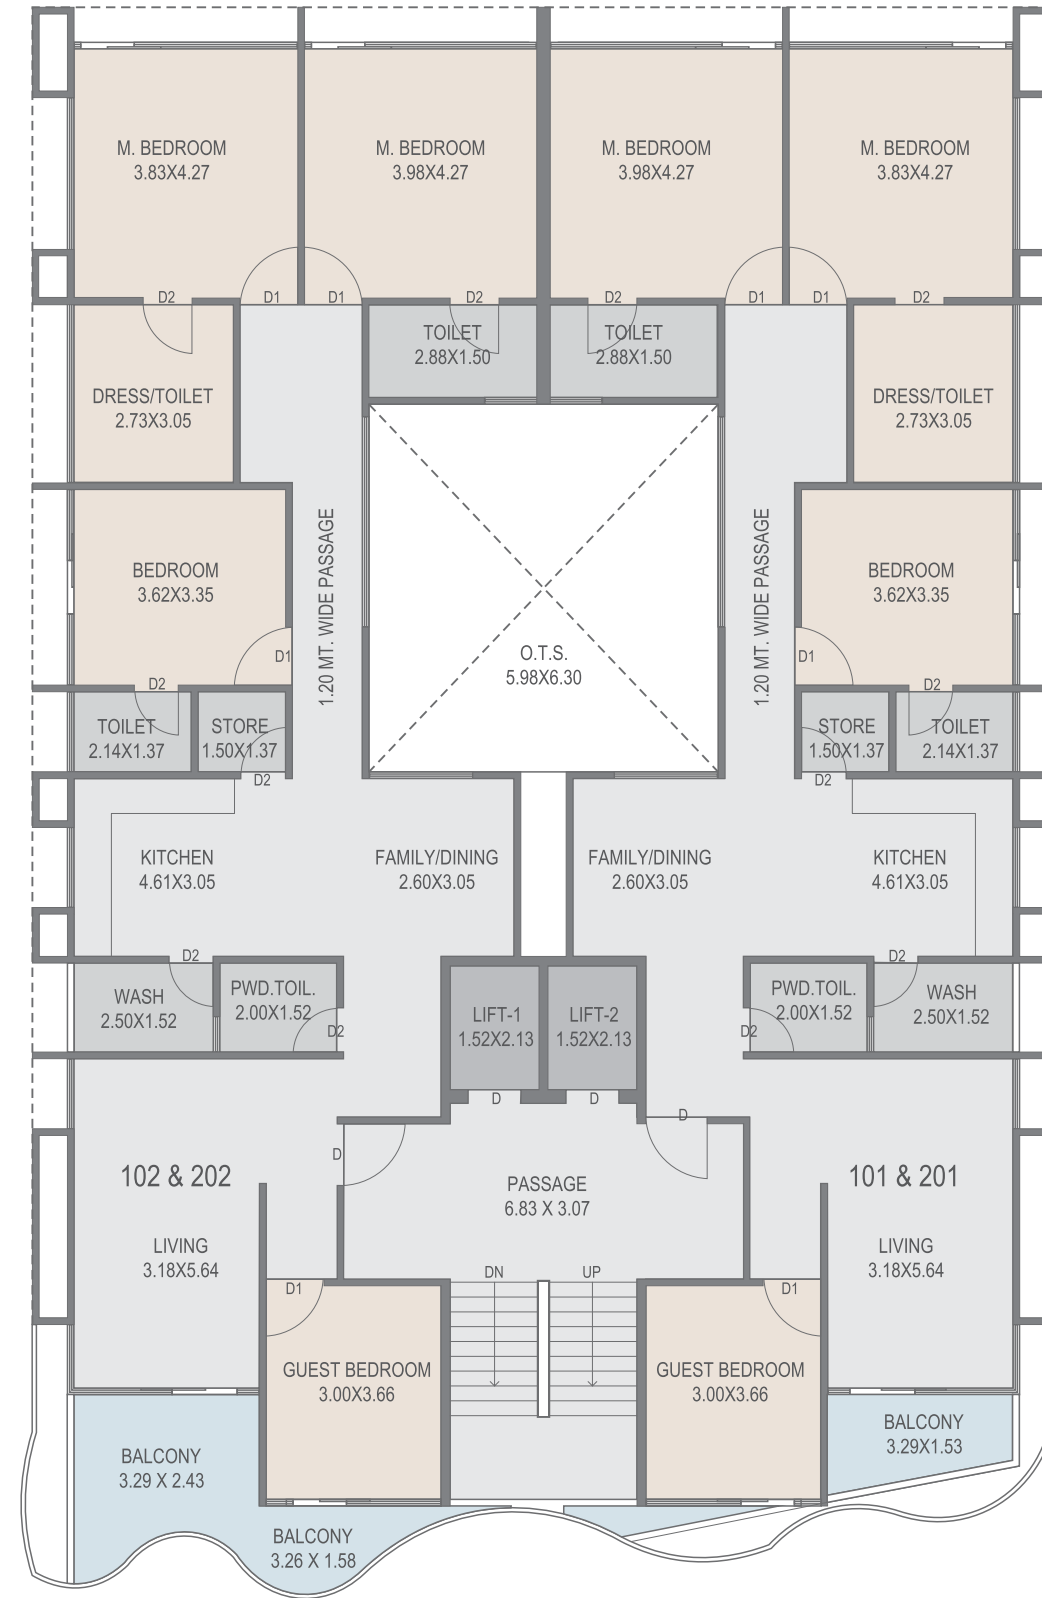 M. BEDROOM
3.83X4.27
M. BEDROOM
3.98X4.27
M. BEDROOM
3.98X4.27
M. BEDROOM
3.83X4.27
D2
D1
D1
D2
D2
D1
D1
D2
TOILET
2.88X1.50
TOILET
2.88X1.50
DRESS/TOILET
2.73X3.05
DRESS/TOILET
2.73X3.05
1.20 MT. WIDE PASSAGE
1.20 MT. WIDE PASSAGE
BEDROOM
3.62X3.35
BEDROOM
3.62X3.35
O.T.S.
5.98X6.30
D1
D1
D2
D2
TOILET
2.14X1.37
STORE
1.50X1.37
STORE
1.50X1.37
TOILET
2.14X1.37
D2
D2
KITCHEN
4.61X3.05
FAMILY/DINING
2.60X3.05
FAMILY/DINING
2.60X3.05
KITCHEN
4.61X3.05
D2
D2
WASH
2.50X1.52
PWD.TOIL.
2.00X1.52
PWD.TOIL.
2.00X1.52
WASH
2.50X1.52
D2
D2
LIFT-1
1.52X2.13
LIFT-2
1.52X2.13
D
D
D
D
102 & 202
101 & 201
PASSAGE
6.83 X 3.07
LIVING
3.18X5.64
LIVING
3.18X5.64
DN
UP
D1
D1
GUEST BEDROOM
3.00X3.66
GUEST BEDROOM
3.00X3.66
BALCONY
3.29 X 2.43
BALCONY
3.29X1.53
BALCONY
3.26 X 1.58